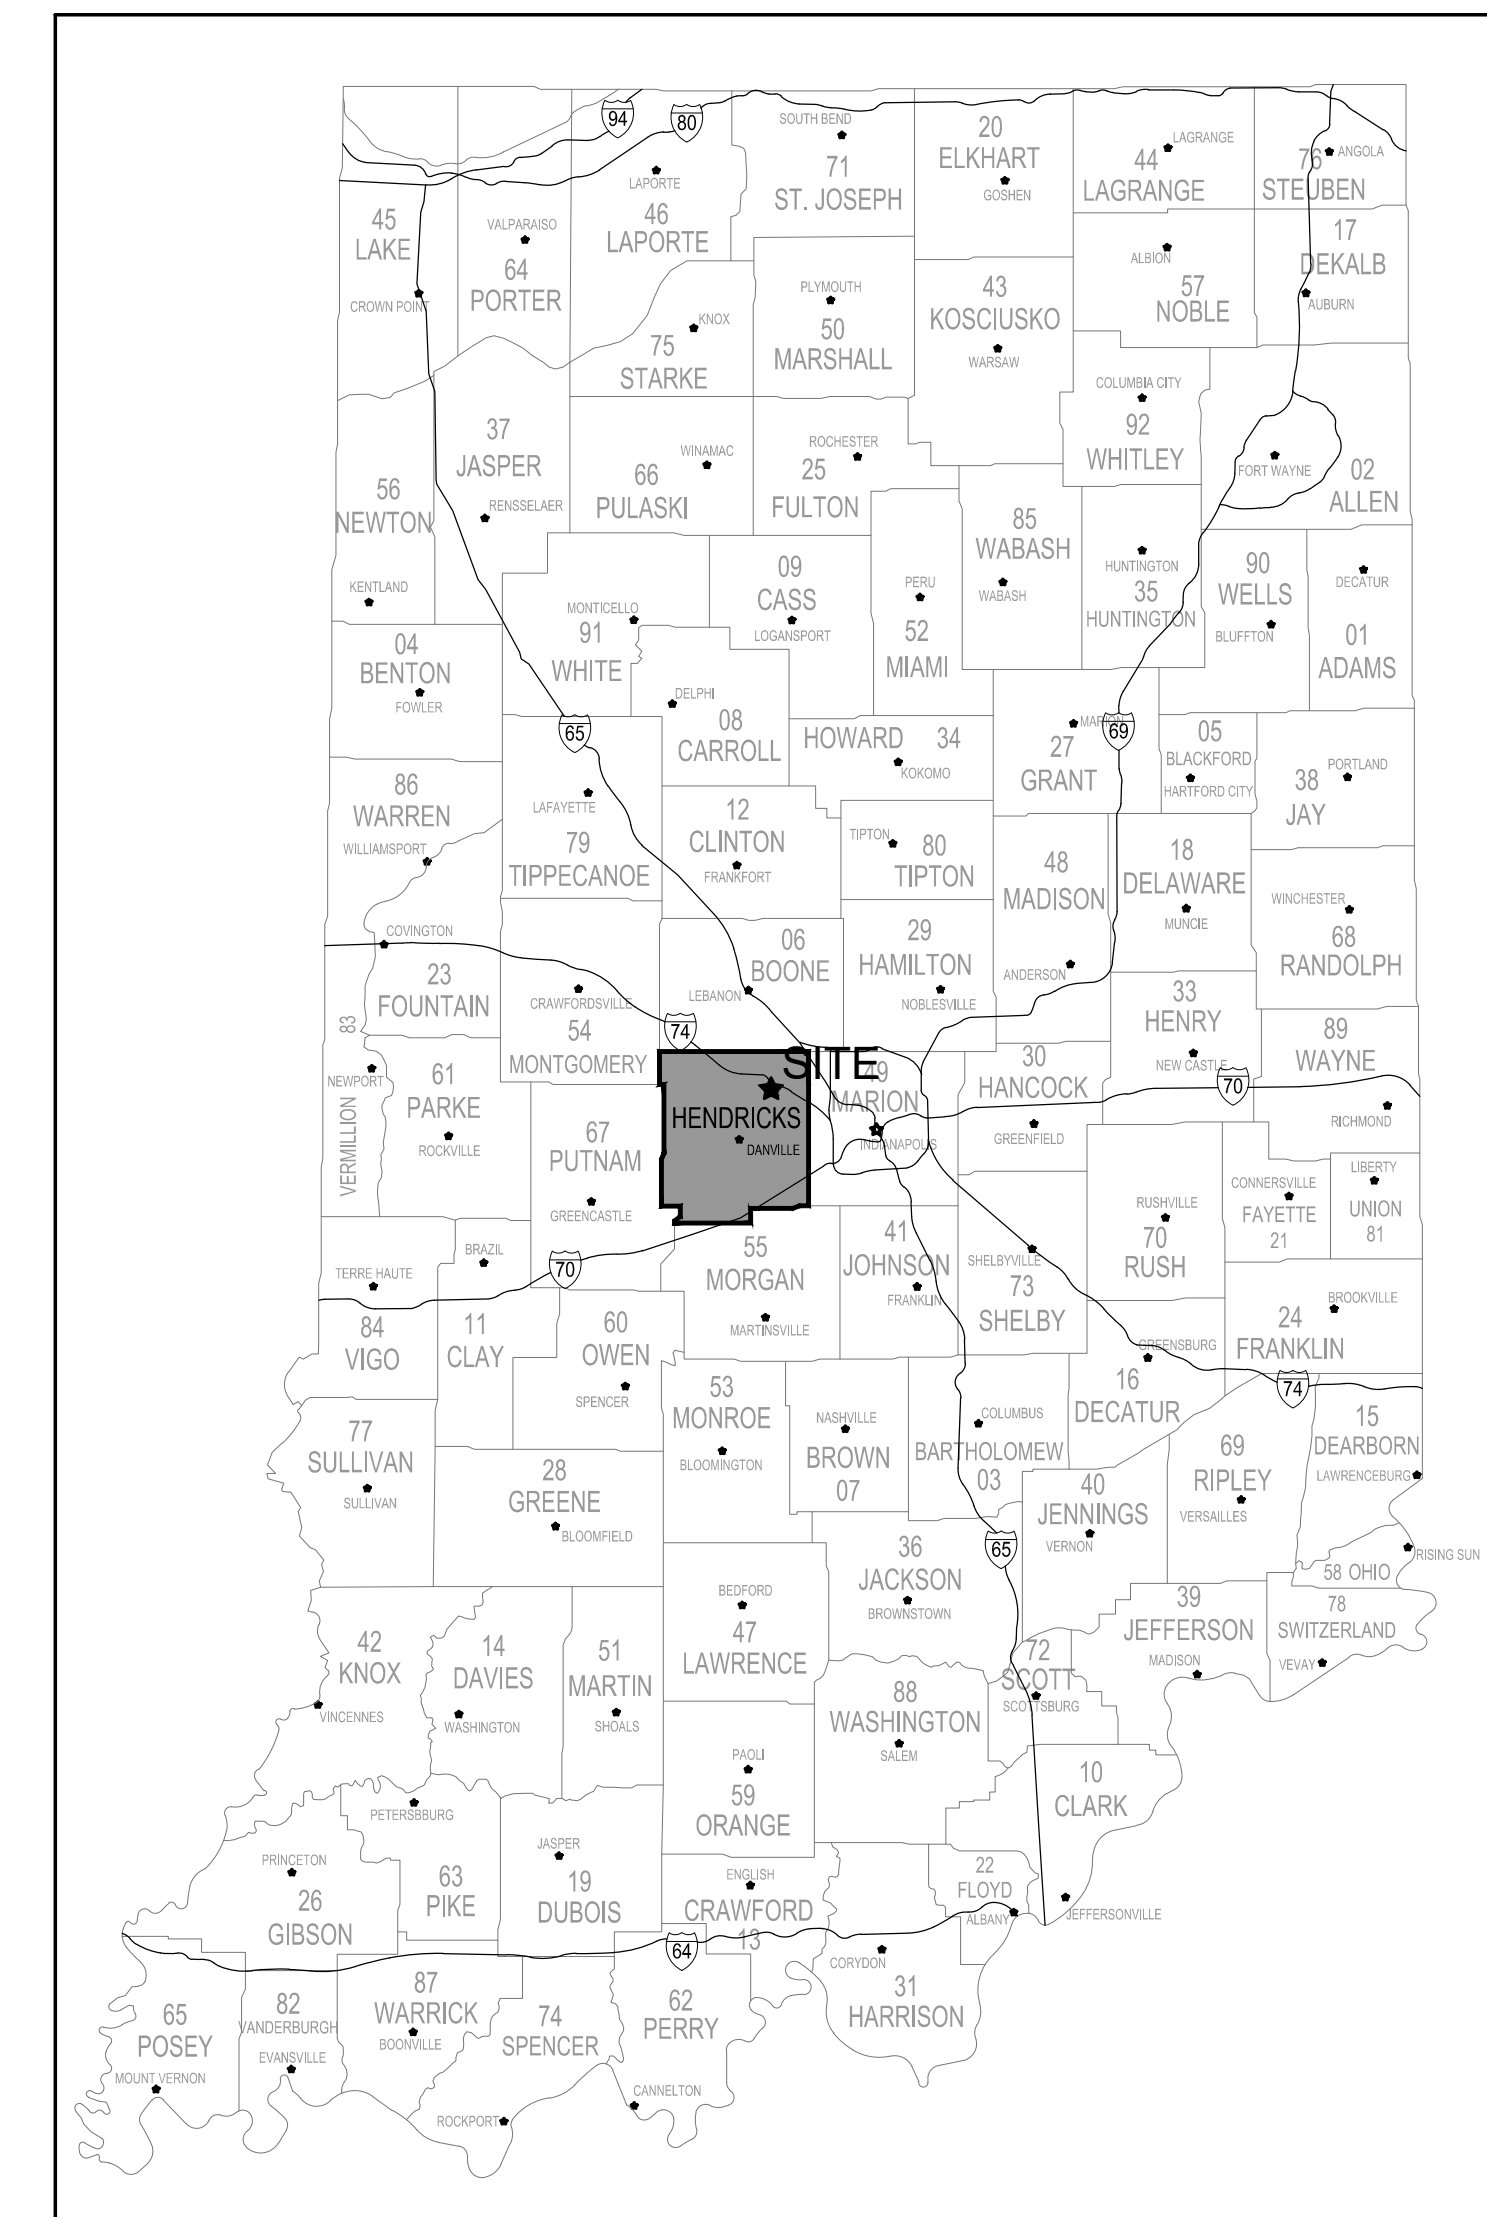 94
80
SOUTH BEND
71
ST. JOSEPH
20
ELKHART
GOSHEN
LAGRANGE
44
LAGRANGE
76
ANGOLA
STEUBEN
LAPORTE
46
LAPORTE
45
LAKE
CROWN POINT
VALPARAISO
64
PORTER
17
DEKALB
AUBURN
ALBION
57
NOBLE
PLYMOUTH
50
MARSHALL
43
KOSCIUSKO
WARSAW
KNOX
75
STARKE
COLUMBIA CITY
92
WHITLEY
FORT WAYNE
02
ALLEN
37
JASPER
RENSSELAER
56
NEWTON
KENTLAND
WINAMAC
66
PULASKI
ROCHESTER
25
FULTON
85
WABASH
WABASH
HUNTINGTON
35
HUNTINGTON
90
WELLS
BLUFFTON
DECATUR
01
ADAMS
09
CASS
LOGANSPORT
PERU
52
MIAMI
MONTICELLO
91
WHITE
04
BENTON
FOWLER
DELPHI
08
CARROLL
65
HOWARD 34
KOKOMO
MARION
69
27
GRANT
05
BLACKFORD
HARTFORD CITY
PORTLAND
38
JAY
86
WARREN
WILLIAMSPORT
LAFAYETTE
79
TIPPECANOE
12
CLINTON
FRANKFORT
TIPTON
80
TIPTON
48
MADISON
ANDERSON
18
DELAWARE
MUNCIE
WINCHESTER
68
RANDOLPH
COVINGTON
23
FOUNTAIN
CRAWFORDSVILLE
54
MONTGOMERY
06
BOONE
LEBANON
29
HAMILTON
NOBLESVILLE
33
HENRY
NEW CASTLE
89
WAYNE
RICHMOND
74
SITE
49
MARION
INDIANAPOLIS
30
HANCOCK
GREENFIELD
70
VERMILLION 83
NEWPORT
61
PARKE
ROCKVILLE
67
PUTNAM
GREENCASTLE
HENDRICKS
DANVILLE
RUSHVILLE
70
RUSH
CONNERSVILLE
FAYETTE
21
LIBERTY
UNION
81
TERRE HAUTE
84
VIGO
BRAZIL
11
CLAY
70
60
OWEN
SPENCER
55
MORGAN
MARTINSVILLE
41
JOHNSON
FRANKLIN
SHELBYVILLE
73
SHELBY
BROOKVILLE
24
FRANKLIN
GREENSBURG
16
DECATUR
74
77
SULLIVAN
SULLIVAN
28
GREENE
BLOOMFIELD
53
MONROE
BLOOMINGTON
NASHVILLE
BROWN
07
COLUMBUS
BARTHOLOMEW
03
40
JENNINGS
VERNON
69
RIPLEY
VERSAILLES
15
DEARBORN
LAWRENCEBURG
RISING SUN
58 OHIO
65
36
JACKSON
BROWNSTOWN
BEDFORD
47
LAWRENCE
39
JEFFERSON
MADISON
78
SWITZERLAND
VEVAY
42
KNOX
VINCENNES
14
DAVIES
WASHINGTON
51
MARTIN
SHOALS
72
SCOTT
SCOTTSBURG
88
WASHINGTON
SALEM
PAOLI
59
ORANGE
10
CLARK
JEFFERSONVILLE
PETERSBBURG
63
PIKE
JASPER
19
DUBOIS
PRINCETON
26
GIBSON
ENGLISH
CRAWFORD
13
22
FLOYD
ALBANY
64
CORYDON
31
HARRISON
65
POSEY
MOUNT VERNON
82
VANDERBURGH
EVANSVILLE
87
WARRICK
BOONVILLE
74
SPENCER
ROCKPORT
62
PERRY
CANNELTON